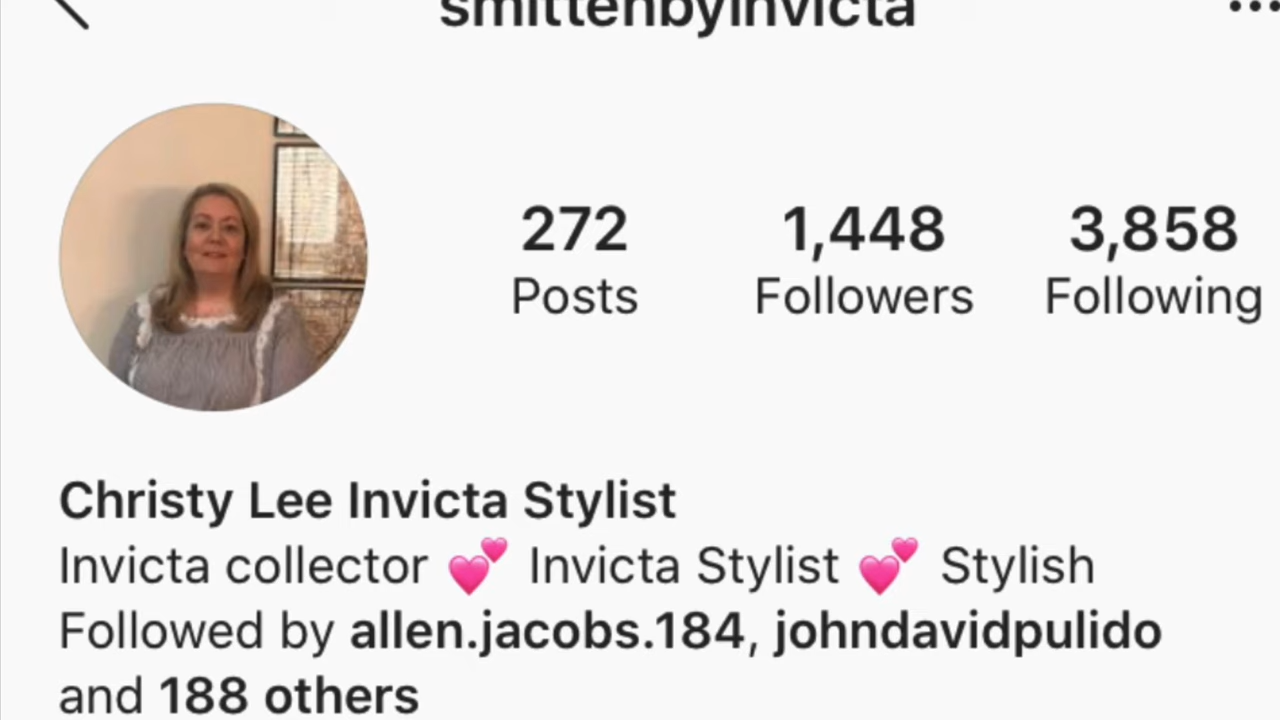 smittenbyinvicta
272 1,448 3,858
Posts Followers Following
Christy Lee Invicta Stylist
Invicta collector 💕 Invicta Stylist 💕 Stylish
Followed by allen.jacobs.184, johndavidpulido
and 188 others